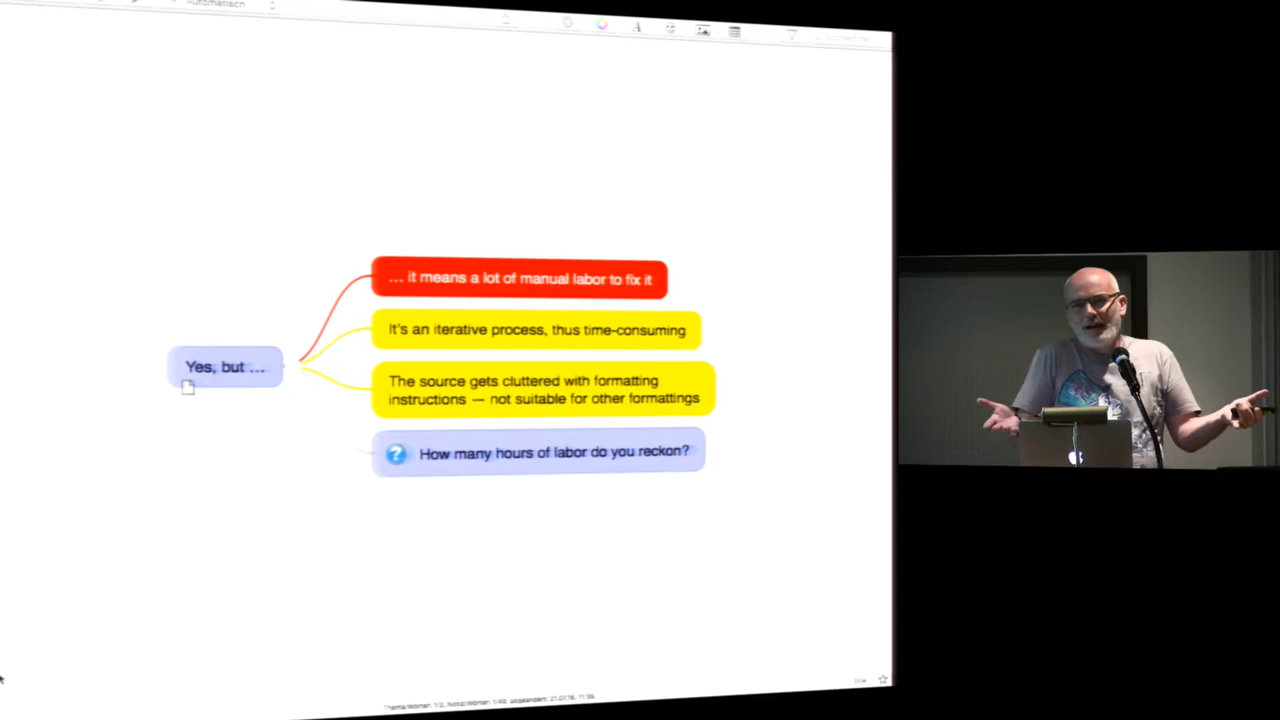 Automatisch
... it means a lot of manual labor to fix it
It's an iterative process, thus time-consuming
Yes, but ...
The source gets cluttered with formatting
instructions — not suitable for other formattings
? How many hours of labor do you reckon?